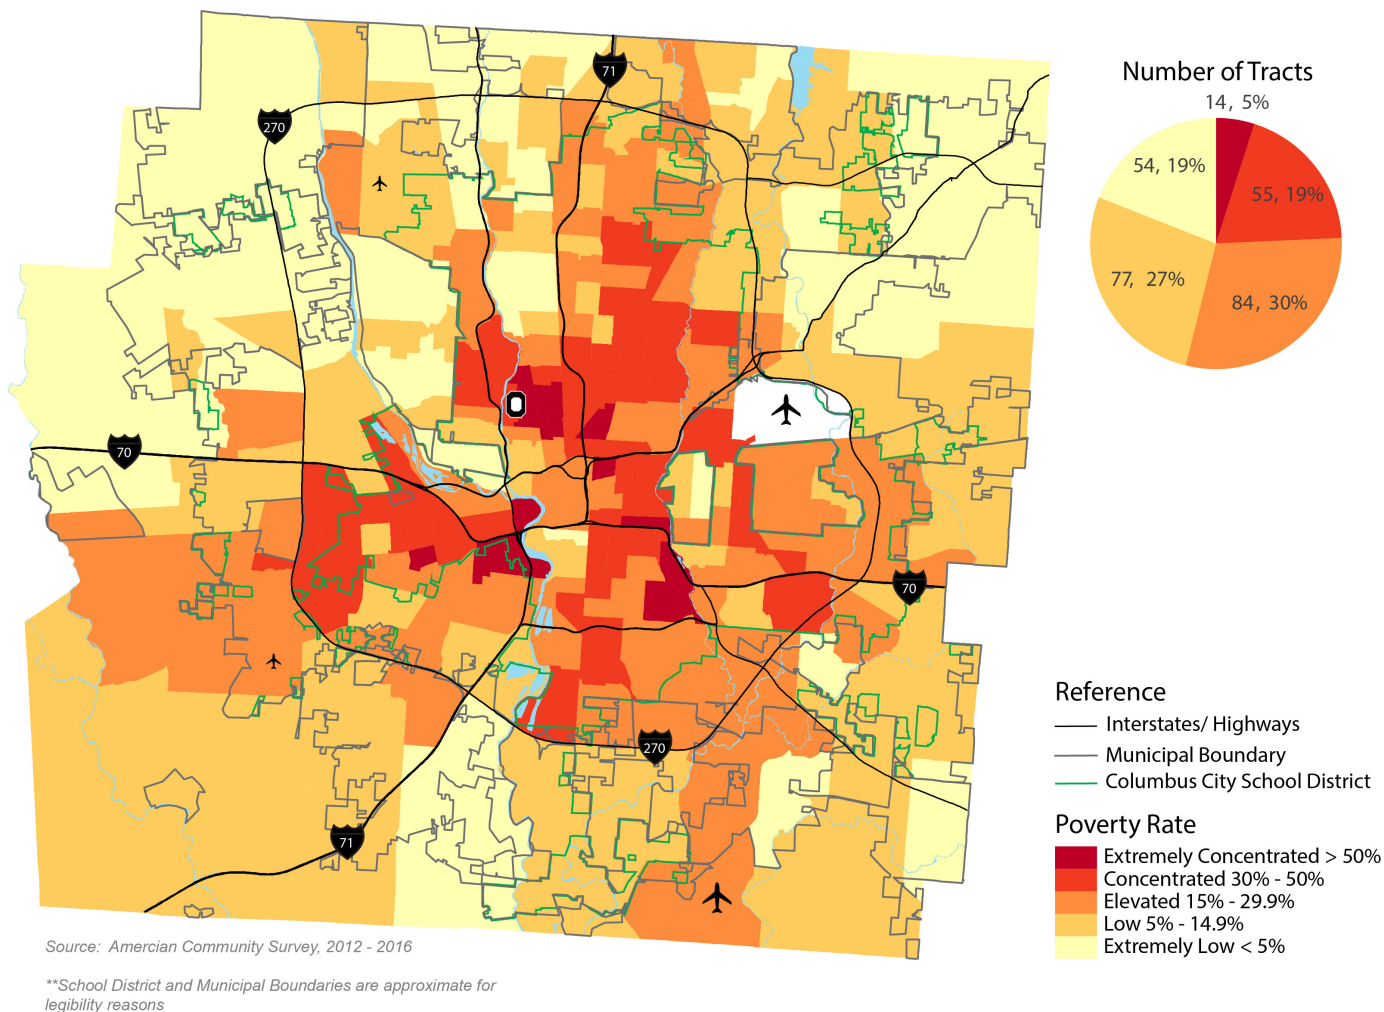 71
270
70
70
270
71
Number of Tracts
14, 5%
54, 19%
55, 19%
77, 27%
84, 30%
Reference
Interstates/ Highways
Municipal Boundary
Columbus City School District
Poverty Rate
Extremely Concentrated > 50%
Concentrated 30% - 50%
Elevated 15% - 29.9%
Low 5% - 14.9%
Extremely Low < 5%
Source: Amercian Community Survey, 2012 - 2016
**School District and Municipal Boundaries are approximate for
legibility reasons